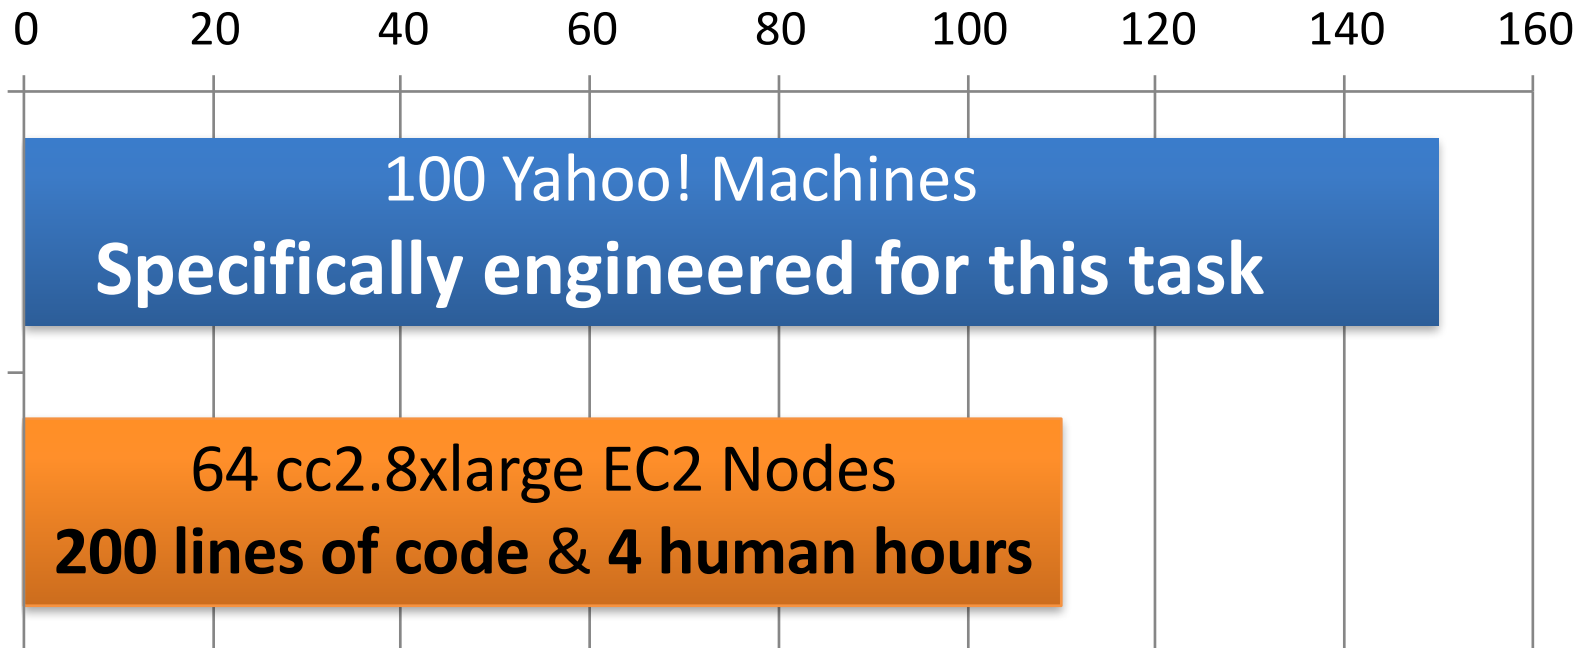 0 20 40 60 80 100 120 140 160
100 Yahoo! Machines
Specifically engineered for this task
64 cc2.8xlarge EC2 Nodes
200 lines of code & 4 human hours